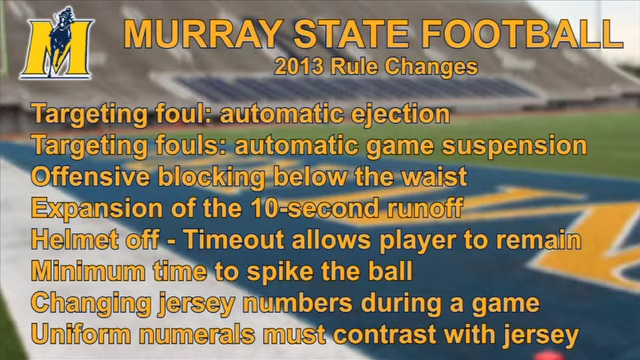 MURRAY STATE FOOTBALL
2013 Rule Changes
Targeting foul: automatic ejection
Targeting fouls: automatic game suspension
Offensive blocking below the waist
Expansion of the 10-second runoff
Helmet off - Timeout allows player to remain
Minimum time to spike the ball
Changing jersey numbers during a game
Uniform numerals must contrast with jersey
M